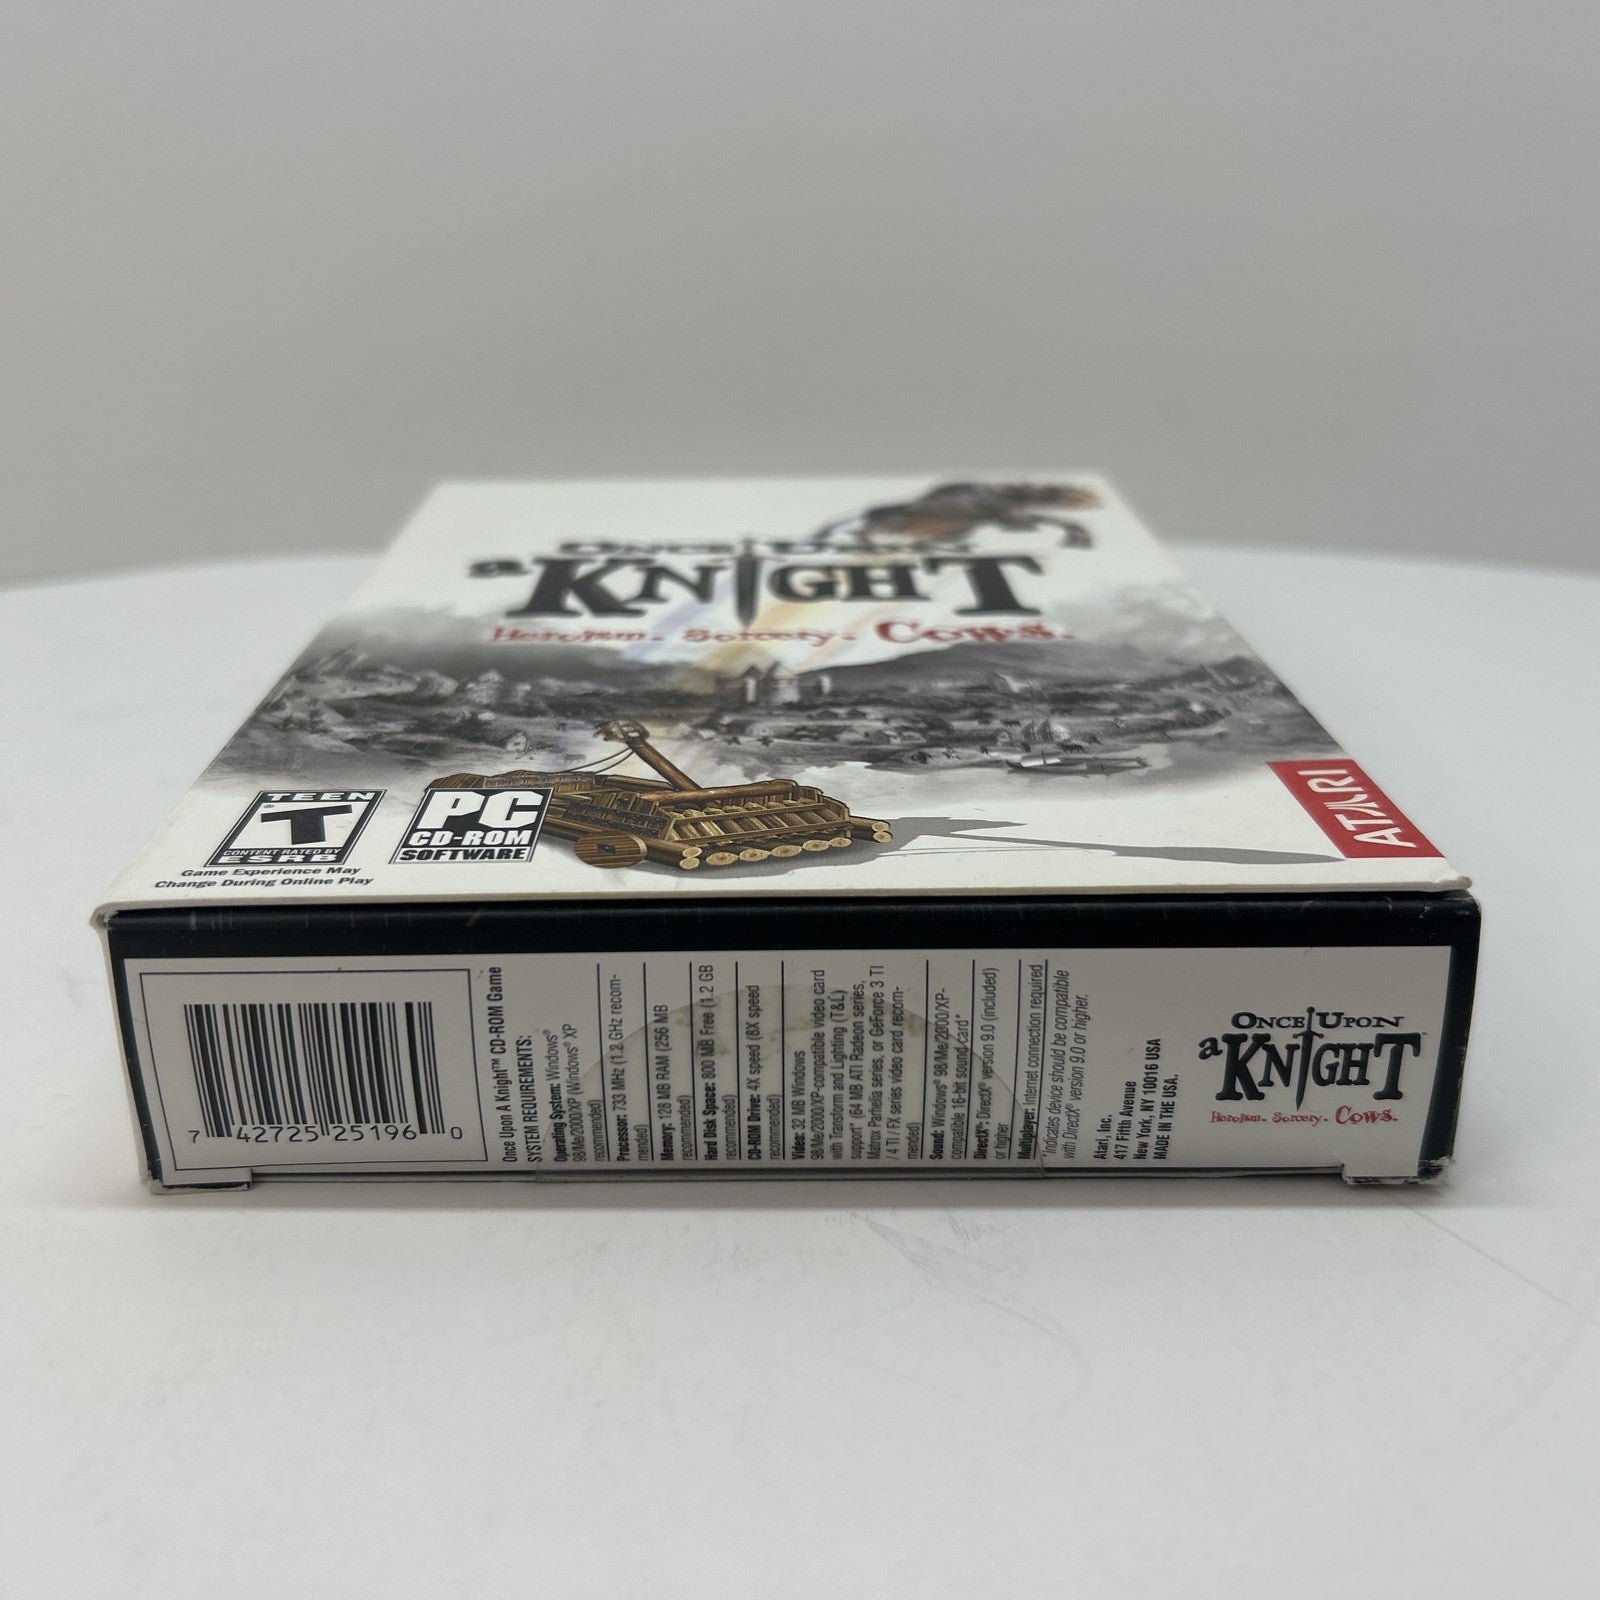 ONCE UPON
a KNIGHT
Heroism. Sorcery. Cows.
TEEN
T
CONTENT RATED BY
ESRB
Game Experience May
Change During Online Play
PC
CD-ROM
SOFTWARE
ATARI
7 42725 25196 0
Once Upon A Knight™ CD-ROM Game
SYSTEM REQUIREMENTS:
Operating System: Windows®
98/Me/2000/XP (Windows® XP
recommended)
Processor: 733 MHz (1.2 GHz recom-
mended)
Memory: 128 MB RAM (256 MB
recommended)
Hard Disk Space: 800 MB Free (1.2 GB
recommended)
CD-ROM Drive: 4X speed (8X speed
recommended)
Video: 32 MB Windows
98/Me/2000/XP-compatible video card
with Transform and Lighting (T&L)
support* (64 MB ATI Radeon series,
Matrox Parhelia series, or GeForce 3 TI
/ 4 TI / FX series video card recom-
mended)
Sound: Windows® 98/Me/2000/XP-
compatible 16-bit sound card*
DirectX®: DirectX® version 9.0 (included)
or higher
Multiplayer: Internet connection required
*Indicates device should be compatible
with DirectX® version 9.0 or higher.
Atari, Inc.
417 Fifth Avenue
New York, NY 10016 USA
MADE IN THE USA.
ONCE UPON
a KNIGHT™
Heroism. Sorcery. Cows.